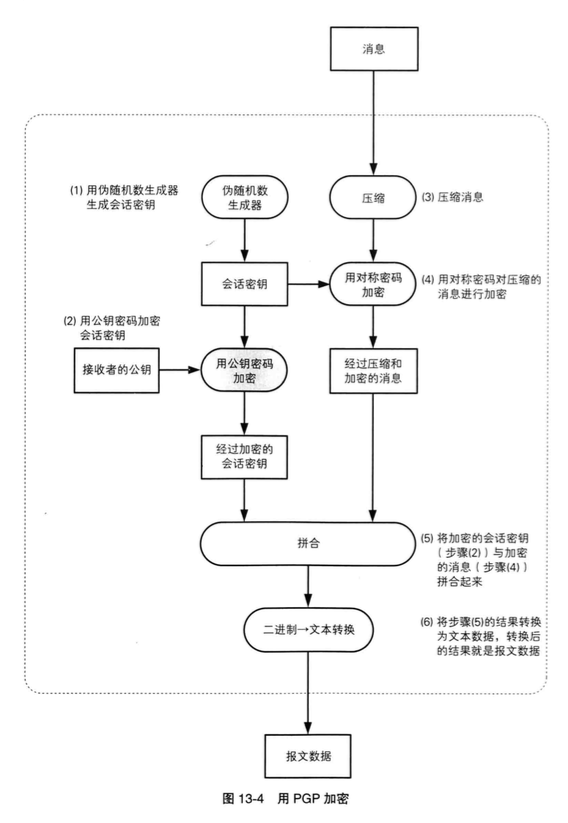 消息
(1) 用伪随机数生成器
生成会话密钥
伪随机数
生成器
压缩
(3) 压缩消息
会话密钥
用对称密码
加密
(4) 用对称密码对压缩的
消息进行加密
(2) 用公钥密码加密
会话密钥
接收者的公钥
用公钥密码
加密
经过压缩和
加密的消息
经过加密的
会话密钥
拼合
(5) 将加密的会话密钥
（步骤(2)）与加密
的消息（步骤(4)）
拼合起来
二进制→文本转换
(6) 将步骤(5)的结果转换
为文本数据，转换后
的结果就是报文数据
报文数据
图 13-4 用 PGP 加密